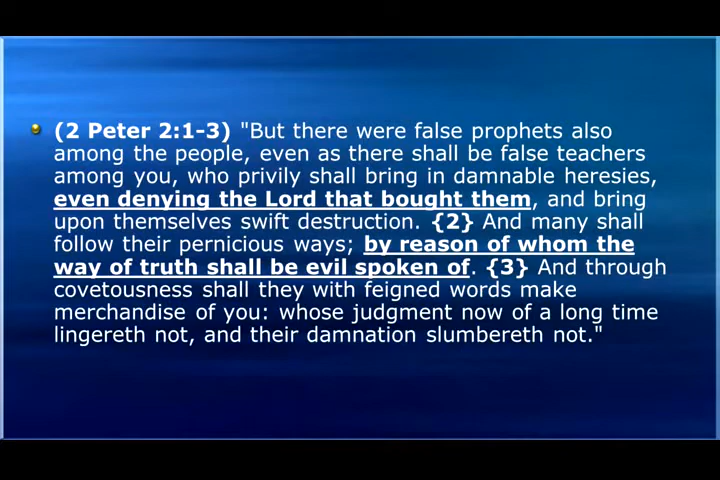 (2 Peter 2:1-3) "But there were false prophets also
among the people, even as there shall be false teachers
among you, who privily shall bring in damnable heresies,
even denying the Lord that bought them, and bring
upon themselves swift destruction. {2} And many shall
follow their pernicious ways; by reason of whom the
way of truth shall be evil spoken of. {3} And through
covetousness shall they with feigned words make
merchandise of you: whose judgment now of a long time
lingereth not, and their damnation slumbereth not."